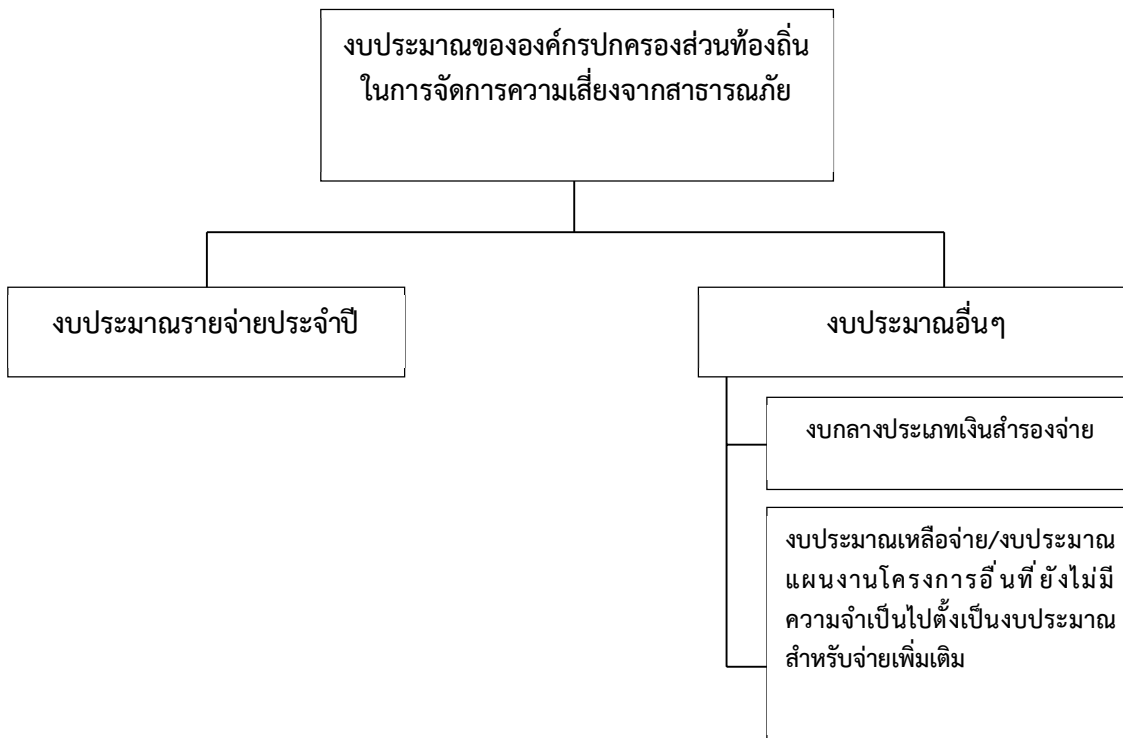 งบประมาณขององค์กรปกครองส่วนท้องถิ่น
ในการจัดการความเสี่ยงจากสาธารณภัย
งบประมาณรายจ่ายประจำปี
งบประมาณอื่นๆ
งบกลางประเภทเงินสำรองจ่าย
งบประมาณเหลือจ่าย/งบประมาณ
แผนงานโครงการอื่นที่ยังไม่มี
ความจำเป็นไปตั้งเป็นงบประมาณ
สำหรับจ่ายเพิ่มเติม